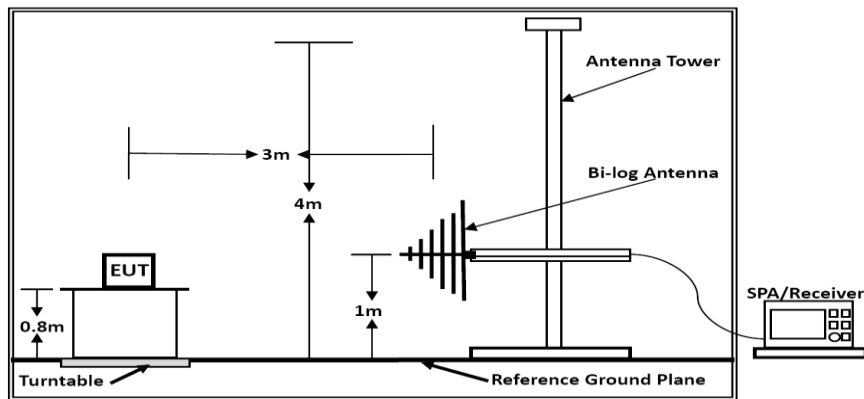 Antenna Tower
3m
Bi-log Antenna
4m
EUT
SPA/Receiver
0.8m
1m
Turntable
Reference Ground Plane